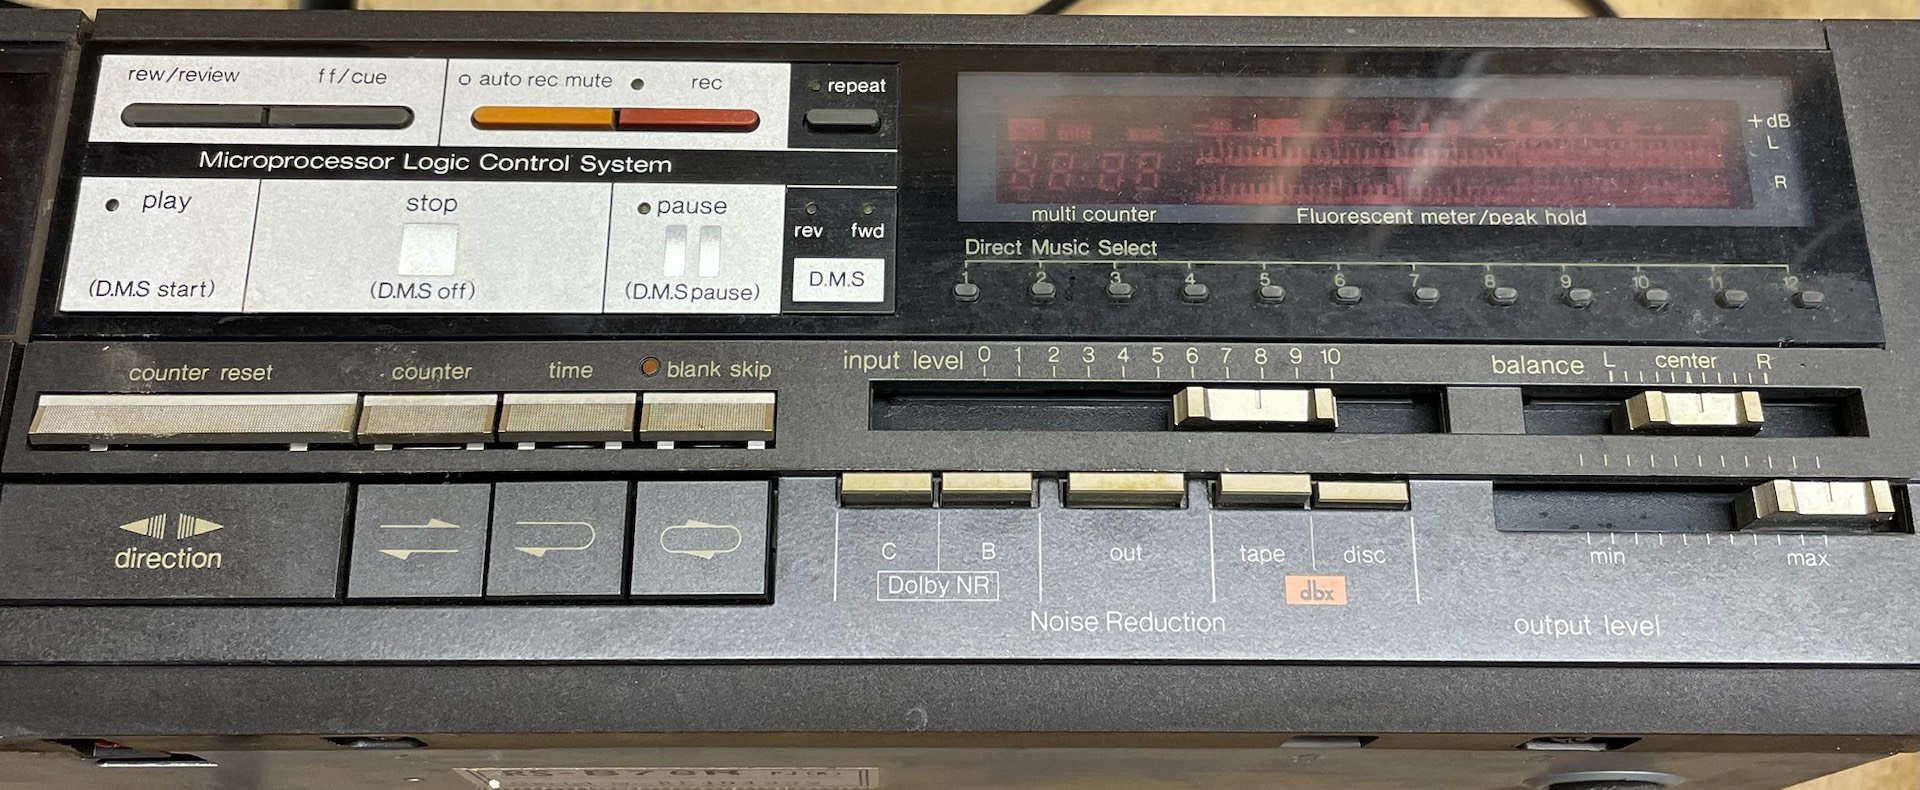 rew/review ff/cue
auto rec mute rec
repeat
Microprocessor Logic Control System
play
(D.M.S start)
stop
(D.M.S off)
pause
(D.M.S pause)
rev fwd
D.M.S
+dB
L
R
multi counter Fluorescent meter/peak hold
Direct Music Select
1 2 3 4 5 6 7 8 9 10 11 12
counter reset counter time blank skip
input level 0 1 2 3 4 5 6 7 8 9 10
balance L center R
direction
C B out tape disc
Dolby NR dbx
Noise Reduction
min max
output level